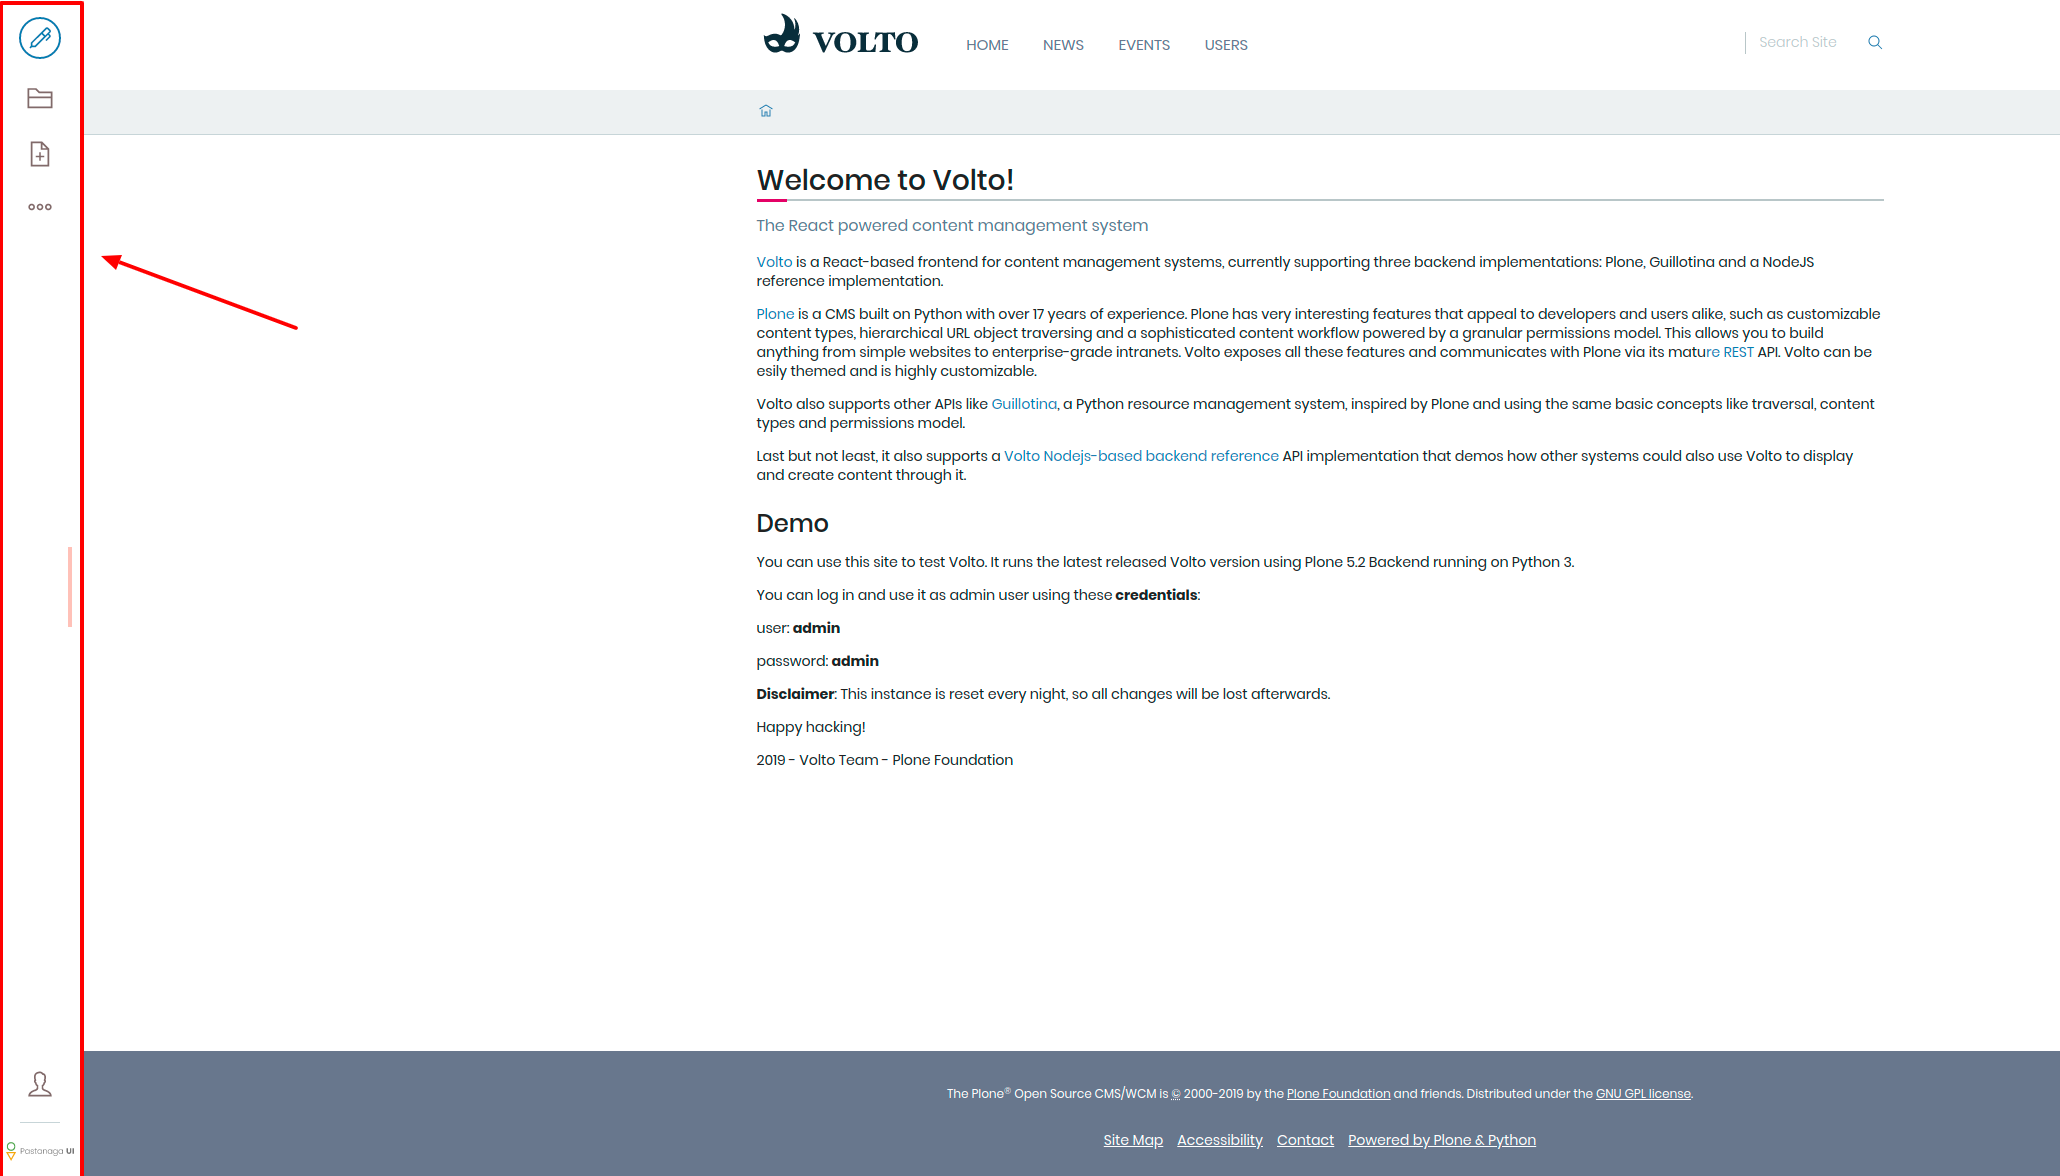 VOLTO
HOME NEWS EVENTS USERS
Search Site
Welcome to Volto!
The React powered content management system
Volto is a React-based frontend for content management systems, currently supporting three backend implementations: Plone, Guillotina and a NodeJS
reference implementation.
Plone is a CMS built on Python with over 17 years of experience. Plone has very interesting features that appeal to developers and users alike, such as customizable
content types, hierarchical URL object traversing and a sophisticated content workflow powered by a granular permissions model. This allows you to build
anything from simple websites to enterprise-grade intranets. Volto exposes all these features and communicates with Plone via its mature REST API. Volto can be
esily themed and is highly customizable.
Volto also supports other APIs like Guillotina, a Python resource management system, inspired by Plone and using the same basic concepts like traversal, content
types and permissions model.
Last but not least, it also supports a Volto Nodejs-based backend reference API implementation that demos how other systems could also use Volto to display
and create content through it.
Demo
You can use this site to test Volto. It runs the latest released Volto version using Plone 5.2 Backend running on Python 3.
You can log in and use it as admin user using these credentials:
user: admin
password: admin
Disclaimer: This instance is reset every night, so all changes will be lost afterwards.
Happy hacking!
2019 - Volto Team - Plone Foundation
The Plone® Open Source CMS/WCM is © 2000-2019 by the Plone Foundation and friends. Distributed under the GNU GPL license.
Site Map Accessibility Contact Powered by Plone & Python
Pastanaga UI